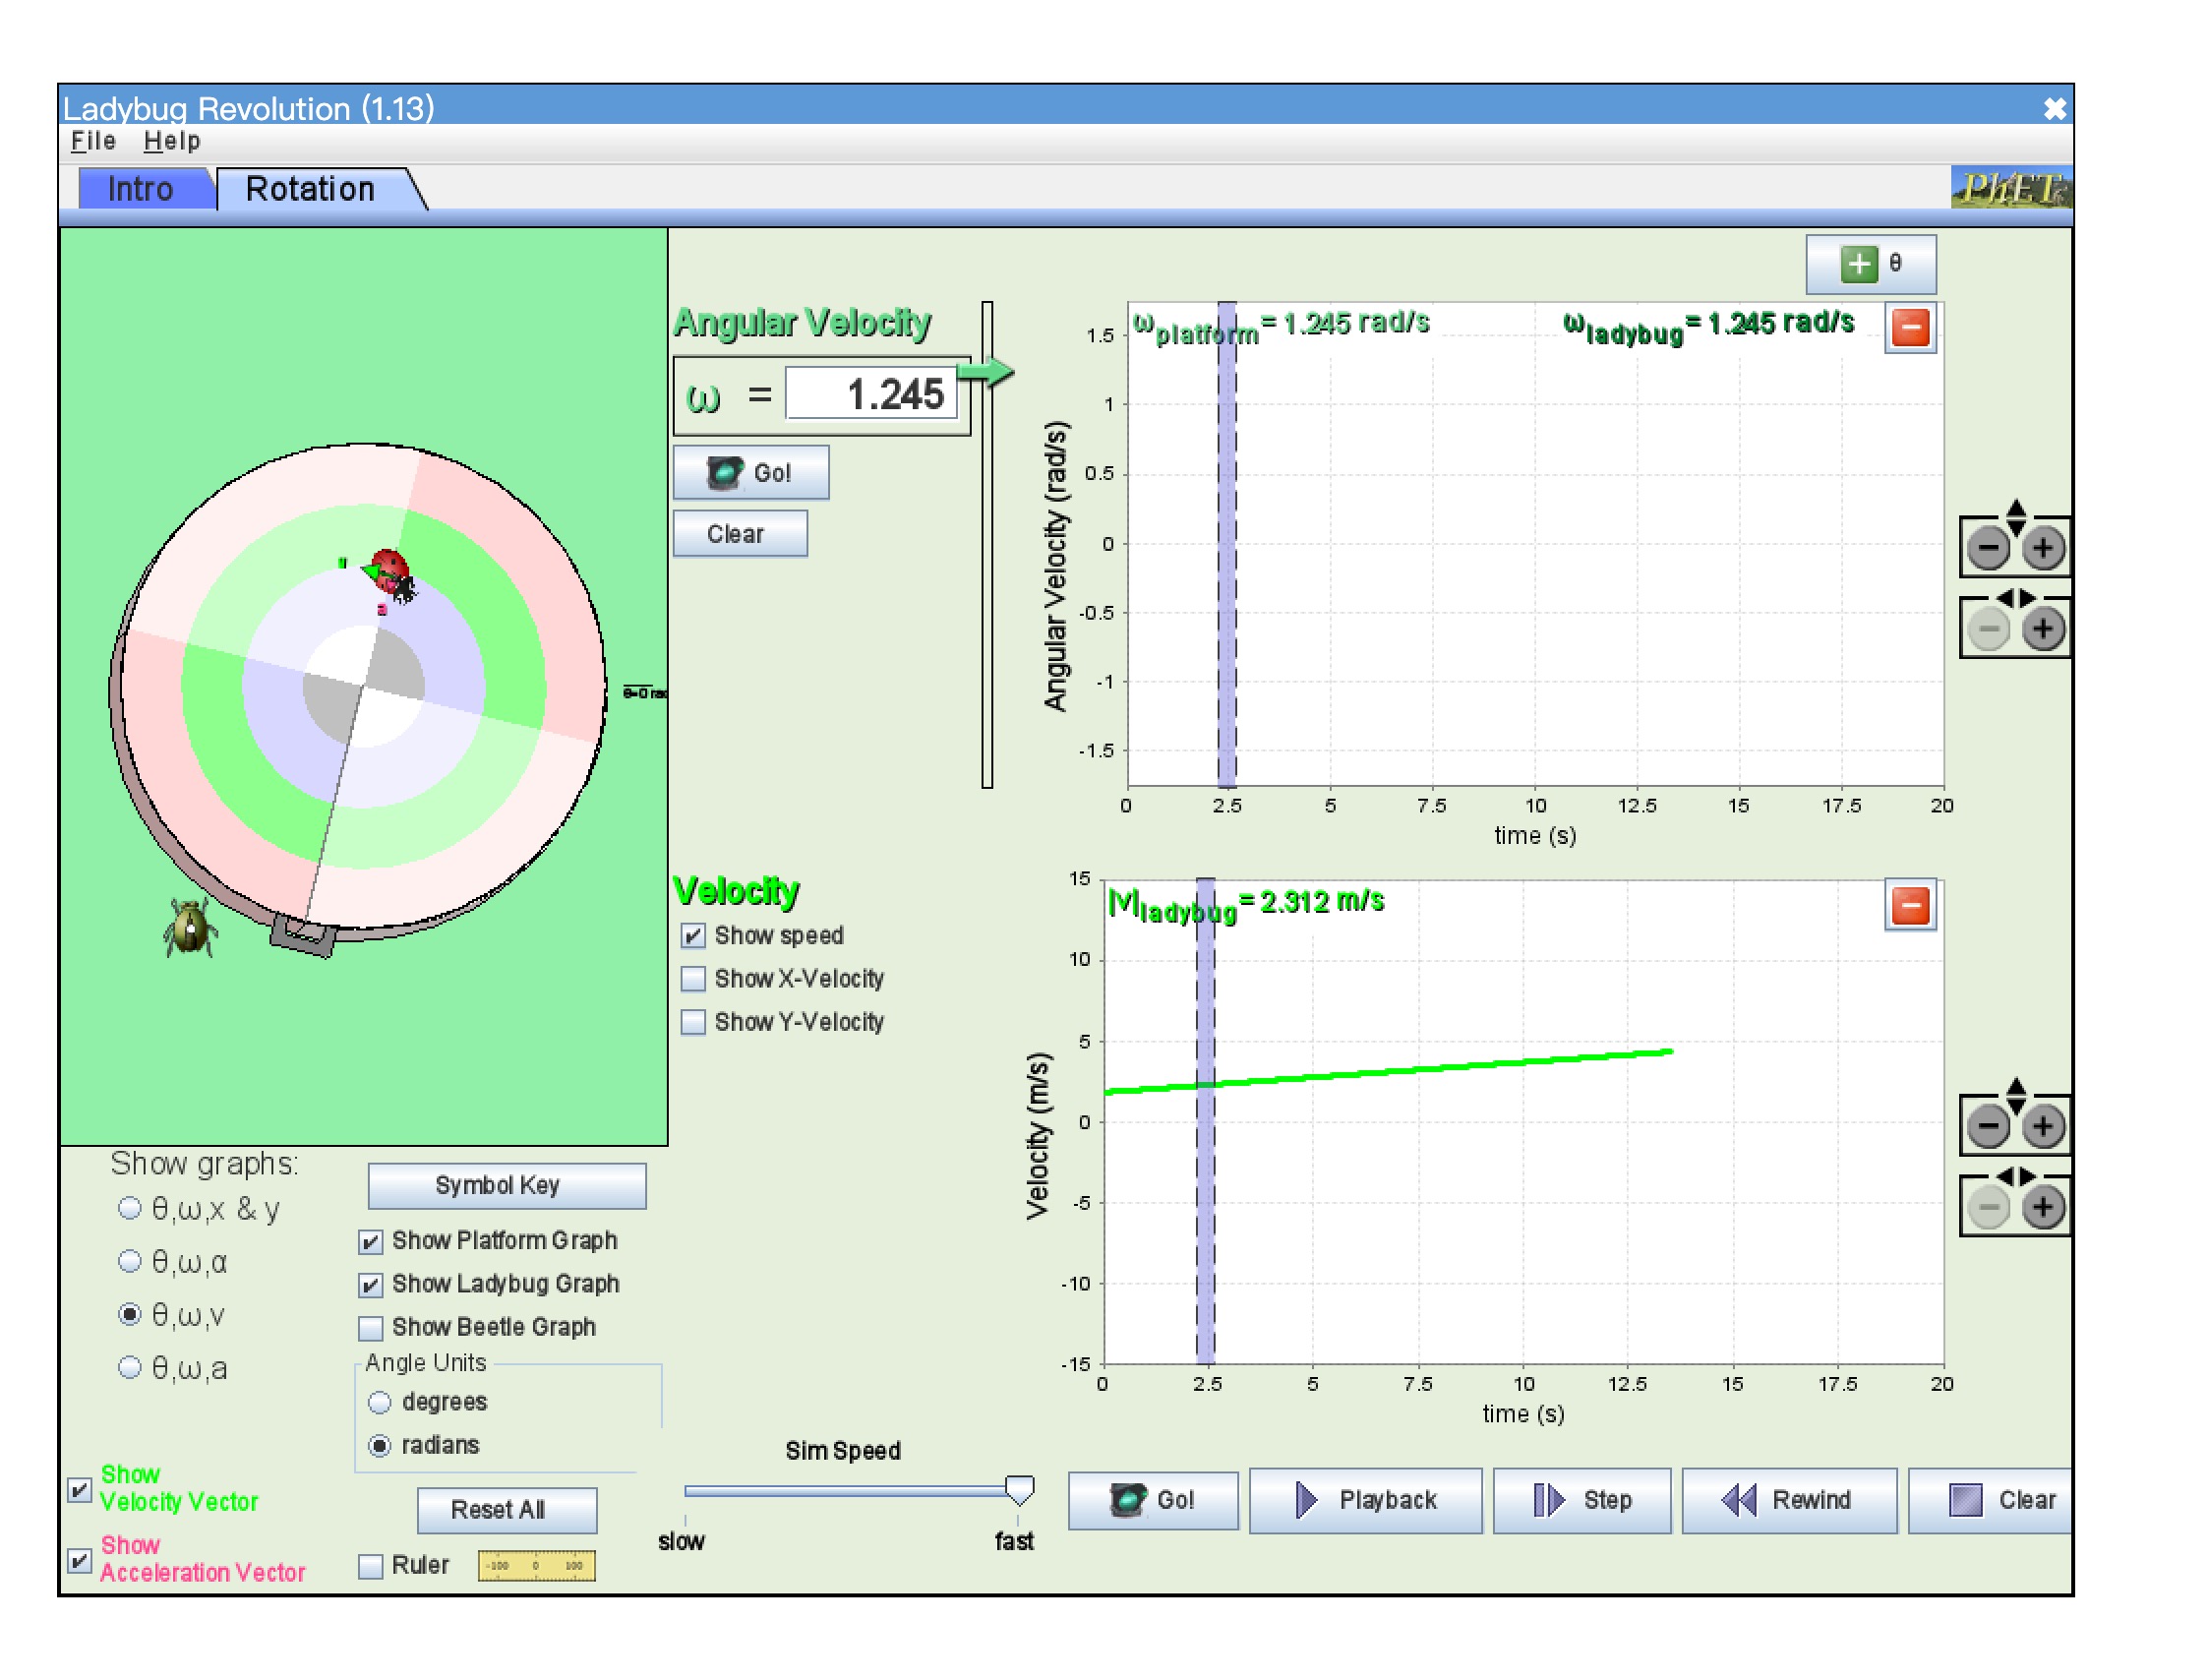 Ladybug Revolution (1.13)
File Help
Intro Rotation
PhET
θ
Angular Velocity
ω = 1.245
Go!
Clear
v
a
θ=0 rad
ωplatform= 1.245 rad/s
ωladybug= 1.245 rad/s
Angular Velocity (rad/s)
1.5
1
0.5
0
-0.5
-1
-1.5
0 2.5 5 7.5 10 12.5 15 17.5 20
time (s)
Velocity
Show speed
Show X-Velocity
Show Y-Velocity
|v|ladybug= 2.312 m/s
Velocity (m/s)
15
10
5
0
-5
-10
-15
0 2.5 5 7.5 10 12.5 15 17.5 20
time (s)
Show graphs:
θ,ω,x & y
θ,ω,α
θ,ω,v
θ,ω,a
Symbol Key
Show Platform Graph
Show Ladybug Graph
Show Beetle Graph
Angle Units
degrees
radians
Show
Velocity Vector
Show
Acceleration Vector
Reset All
Ruler
-100 0 100
Sim Speed
slow fast
Go! Playback Step Rewind Clear